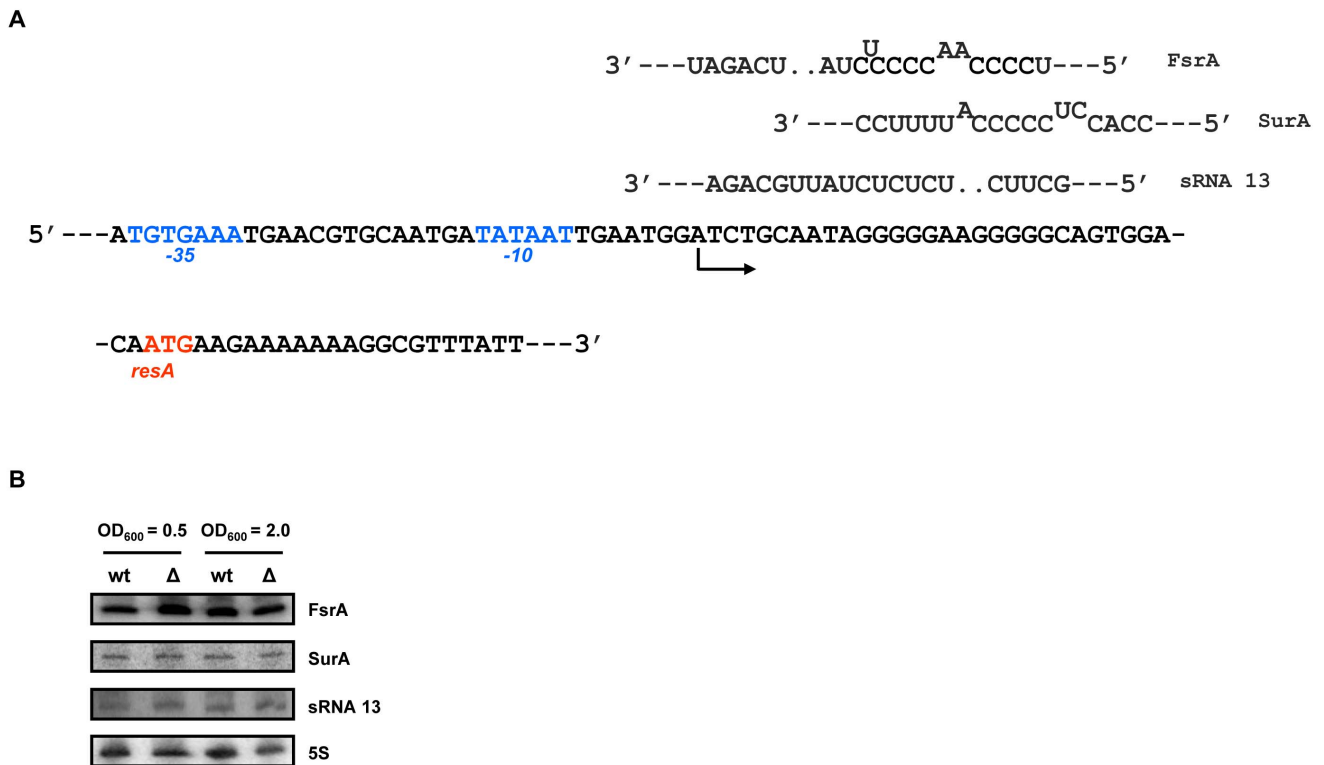 A
3'---UAGACU..AUCUCCCCAACCCCU---5' FsrA
3'---CCUUUUACCCCCUCCACC---5' SurA
3'---AGACGUUAUCUCUCU..CUUCG---5' sRNA 13
5'---ATGTGAAATGAACGTGCAATGATATAATTGAATGGATCTGCAATAGGGGGAAGGGGGCAGTGGA-
-35 -10
-CAATGAAGAAAAAAAGGCGTTTATT---3'
resA
B
OD600 = 0.5 OD600 = 2.0
wt Δ wt Δ
FsrA
SurA
sRNA 13
5S